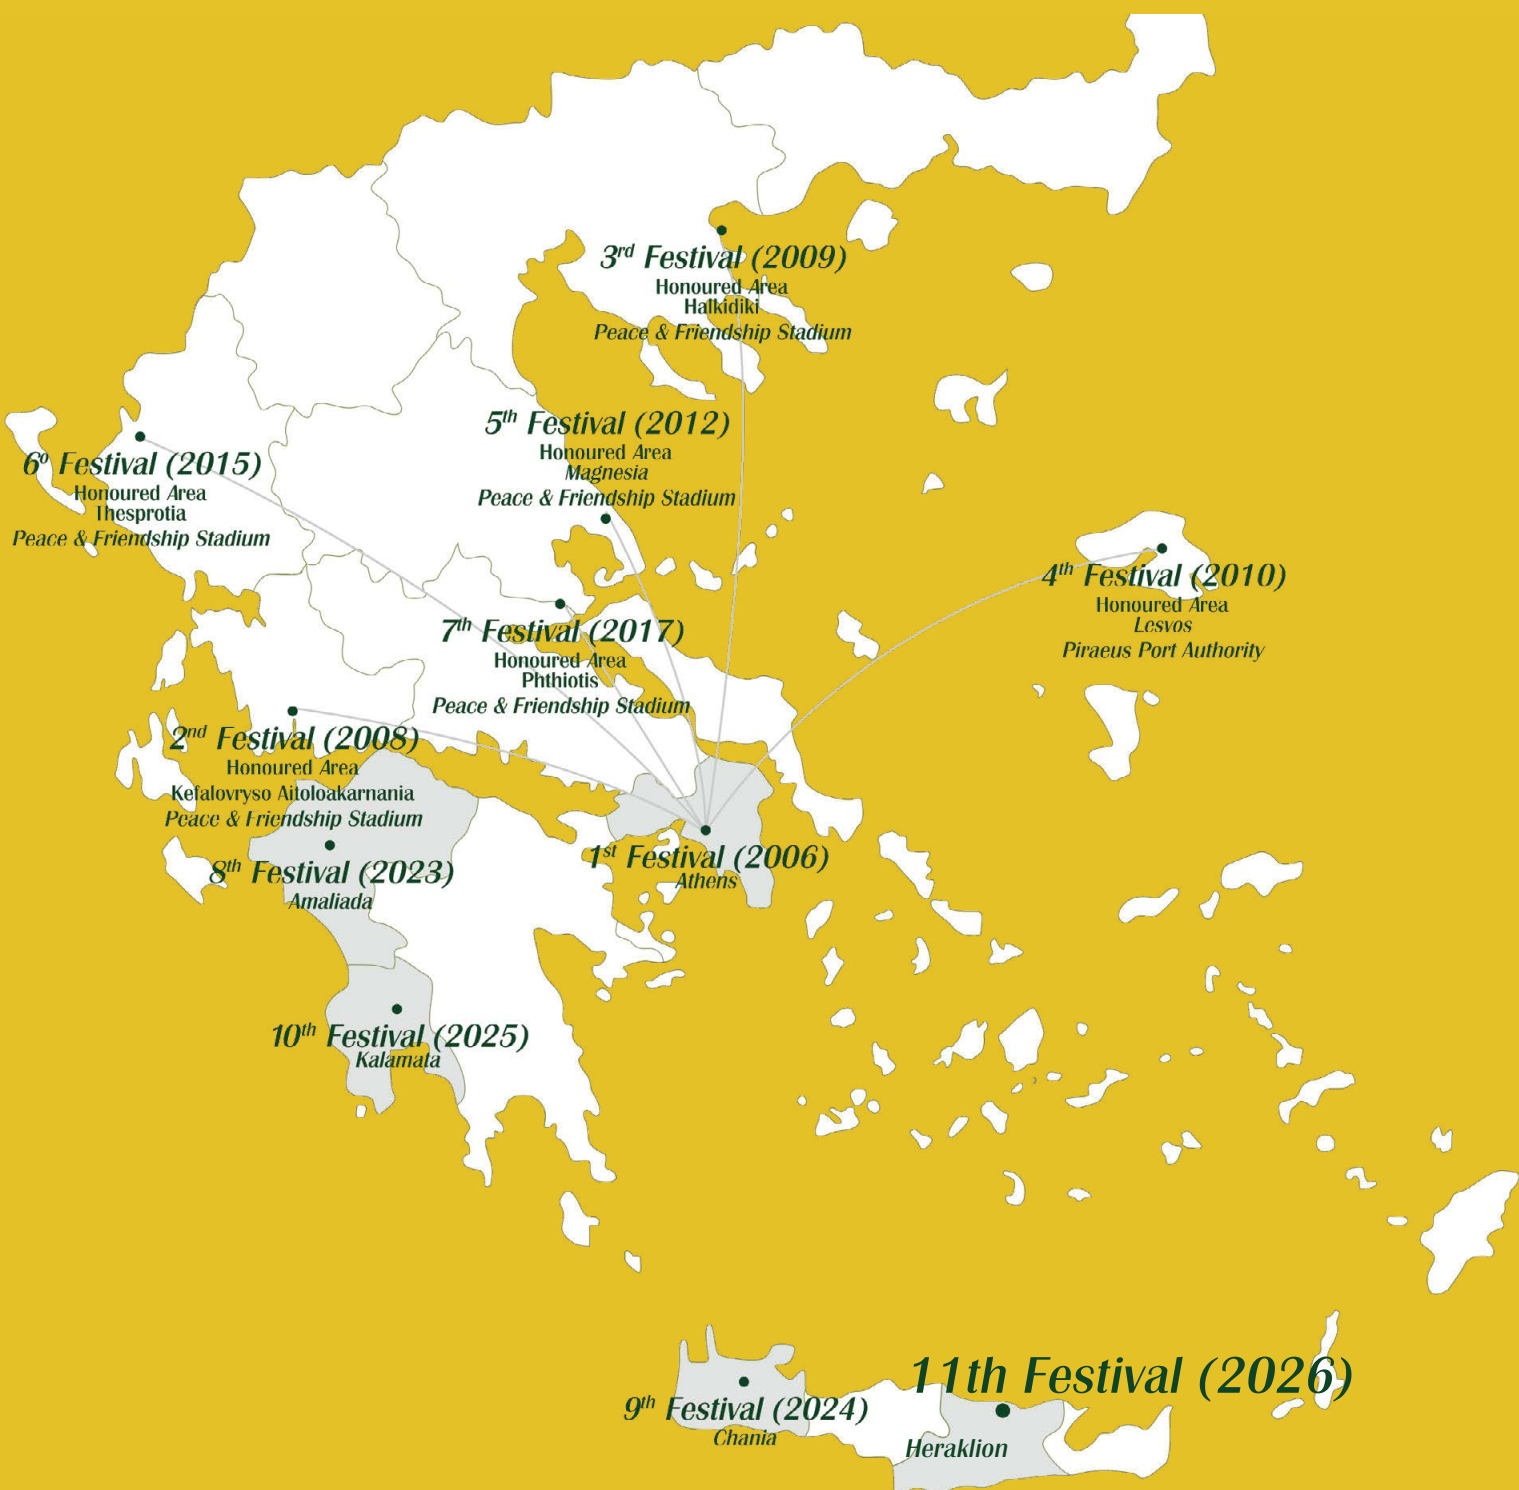 3rd Festival (2009)
Honoured Area
Halkidiki
Peace & Friendship Stadium
5th Festival (2012)
Honoured Area
Magnesia
Peace & Friendship Stadium
6º Festival (2015)
Honoured Area
Thesprotia
Peace & Friendship Stadium
4th Festival (2010)
Honoured Area
Lesvos
Piraeus Port Authority
7th Festival (2017)
Honoured Area
Phthiotis
Peace & Friendship Stadium
2nd Festival (2008)
Honoured Area
Kefalovryso Aitoloakarnania
Peace & Friendship Stadium
1st Festival (2006)
Athens
8th Festival (2023)
Amaliada
10th Festival (2025)
Kalamata
11th Festival (2026)
Heraklion
9th Festival (2024)
Chania